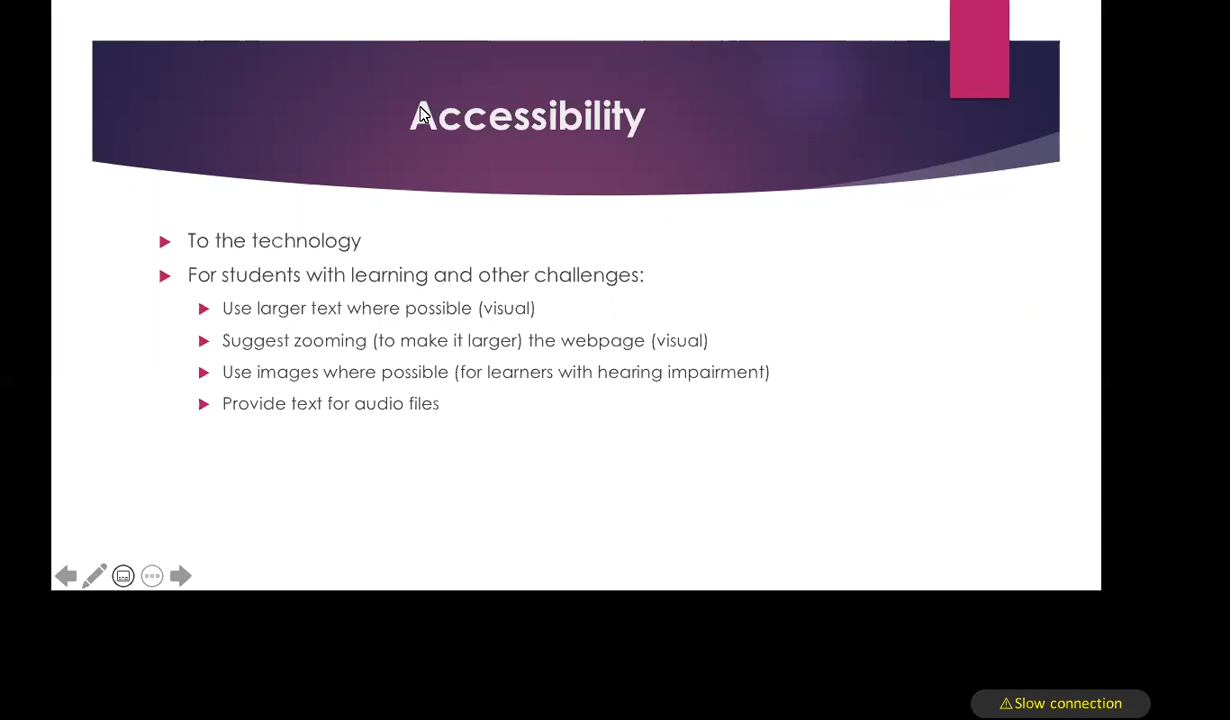 Accessibility
To the technology
For students with learning and other challenges:
Use larger text where possible (visual)
Suggest zooming (to make it larger) the webpage (visual)
Use images where possible (for learners with hearing impairment)
Provide text for audio files
Slow connection